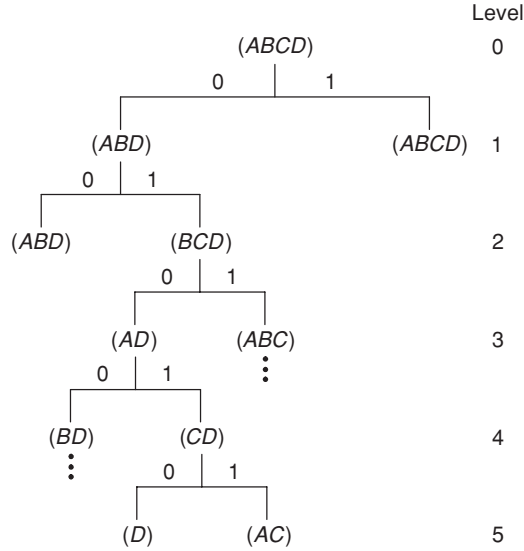 Level
(ABCD) 0
0 1
(ABD) (ABCD) 1
0 1
(ABD) (BCD) 2
0 1
(AD) (ABC) 3
0 1
(BD) (CD) 4
0 1
(D) (AC) 5